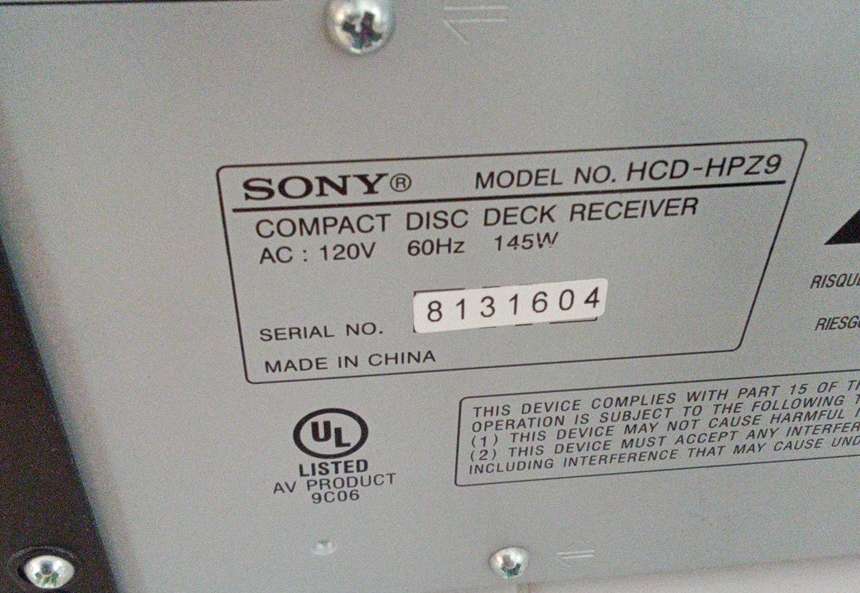 SONY® MODEL NO. HCD-HPZ9
COMPACT DISC DECK RECEIVER
AC : 120V 60Hz 145W
SERIAL NO. 8131604
MADE IN CHINA
UL
LISTED
AV PRODUCT
9C06
RISQUE
RIESGO
THIS DEVICE COMPLIES WITH PART 15 OF
OPERATION IS SUBJECT TO THE FOLLOWING
(1) THIS DEVICE MAY NOT CAUSE HARMFUL
(2) THIS DEVICE MUST ACCEPT ANY
INCLUDING INTERFERENCE THAT MAY CAUSE